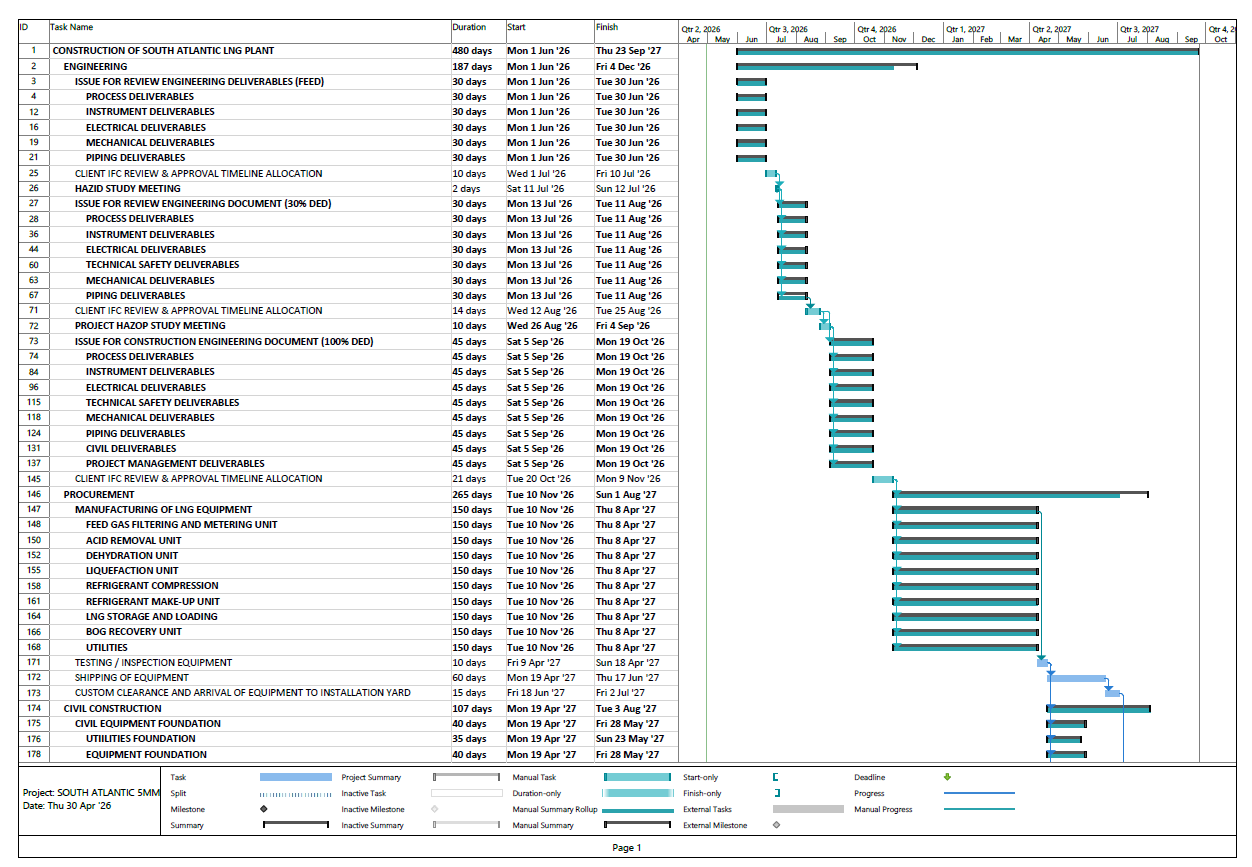 ID Task Name Duration Start Finish Qtr 2, 2026 Qtr 3, 2026 Qtr 4, 2026 Qtr 1, 2027 Qtr 2, 2027 Qtr 3, 2027 Qtr 4, 2
Apr May Jun Jul Aug Sep Oct Nov Dec Jan Feb Mar Apr May Jun Jul Aug Sep Oct
1 CONSTRUCTION OF SOUTH ATLANTIC LNG PLANT 480 days Mon 1 Jun '26 Thu 23 Sep '27
2 ENGINEERING 187 days Mon 1 Jun '26 Fri 4 Dec '26
3 ISSUE FOR REVIEW ENGINEERING DELIVERABLES (FEED) 30 days Mon 1 Jun '26 Tue 30 Jun '26
4 PROCESS DELIVERABLES 30 days Mon 1 Jun '26 Tue 30 Jun '26
12 INSTRUMENT DELIVERABLES 30 days Mon 1 Jun '26 Tue 30 Jun '26
16 ELECTRICAL DELIVERABLES 30 days Mon 1 Jun '26 Tue 30 Jun '26
19 MECHANICAL DELIVERABLES 30 days Mon 1 Jun '26 Tue 30 Jun '26
21 PIPING DELIVERABLES 30 days Mon 1 Jun '26 Tue 30 Jun '26
25 CLIENT IFC REVIEW & APPROVAL TIMELINE ALLOCATION 10 days Wed 1 Jul '26 Fri 10 Jul '26
26 HAZID STUDY MEETING 2 days Sat 11 Jul '26 Sun 12 Jul '26
27 ISSUE FOR REVIEW ENGINEERING DOCUMENT (30% DED) 30 days Mon 13 Jul '26 Tue 11 Aug '26
28 PROCESS DELIVERABLES 30 days Mon 13 Jul '26 Tue 11 Aug '26
36 INSTRUMENT DELIVERABLES 30 days Mon 13 Jul '26 Tue 11 Aug '26
44 ELECTRICAL DELIVERABLES 30 days Mon 13 Jul '26 Tue 11 Aug '26
60 TECHNICAL SAFETY DELIVERABLES 30 days Mon 13 Jul '26 Tue 11 Aug '26
63 MECHANICAL DELIVERABLES 30 days Mon 13 Jul '26 Tue 11 Aug '26
67 PIPING DELIVERABLES 30 days Mon 13 Jul '26 Tue 11 Aug '26
71 CLIENT IFC REVIEW & APPROVAL TIMELINE ALLOCATION 14 days Wed 12 Aug '26 Tue 25 Aug '26
72 PROJECT HAZOP STUDY MEETING 10 days Wed 26 Aug '26 Fri 4 Sep '26
73 ISSUE FOR CONSTRUCTION ENGINEERING DOCUMENT (100% DED) 45 days Sat 5 Sep '26 Mon 19 Oct '26
74 PROCESS DELIVERABLES 45 days Sat 5 Sep '26 Mon 19 Oct '26
84 INSTRUMENT DELIVERABLES 45 days Sat 5 Sep '26 Mon 19 Oct '26
96 ELECTRICAL DELIVERABLES 45 days Sat 5 Sep '26 Mon 19 Oct '26
115 TECHNICAL SAFETY DELIVERABLES 45 days Sat 5 Sep '26 Mon 19 Oct '26
118 MECHANICAL DELIVERABLES 45 days Sat 5 Sep '26 Mon 19 Oct '26
124 PIPING DELIVERABLES 45 days Sat 5 Sep '26 Mon 19 Oct '26
131 CIVIL DELIVERABLES 45 days Sat 5 Sep '26 Mon 19 Oct '26
137 PROJECT MANAGEMENT DELIVERABLES 45 days Sat 5 Sep '26 Mon 19 Oct '26
145 CLIENT IFC REVIEW & APPROVAL TIMELINE ALLOCATION 21 days Tue 20 Oct '26 Mon 9 Nov '26
146 PROCUREMENT 265 days Tue 10 Nov '26 Sun 1 Aug '27
147 MANUFACTURING OF LNG EQUIPMENT 150 days Tue 10 Nov '26 Thu 8 Apr '27
148 FEED GAS FILTERING AND METERING UNIT 150 days Tue 10 Nov '26 Thu 8 Apr '27
150 ACID REMOVAL UNIT 150 days Tue 10 Nov '26 Thu 8 Apr '27
152 DEHYDRATION UNIT 150 days Tue 10 Nov '26 Thu 8 Apr '27
155 LIQUEFACTION UNIT 150 days Tue 10 Nov '26 Thu 8 Apr '27
158 REFRIGERANT COMPRESSION 150 days Tue 10 Nov '26 Thu 8 Apr '27
161 REFRIGERANT MAKE-UP UNIT 150 days Tue 10 Nov '26 Thu 8 Apr '27
164 LNG STORAGE AND LOADING 150 days Tue 10 Nov '26 Thu 8 Apr '27
166 BOG RECOVERY UNIT 150 days Tue 10 Nov '26 Thu 8 Apr '27
168 UTILITIES 150 days Tue 10 Nov '26 Thu 8 Apr '27
171 TESTING / INSPECTION EQUIPMENT 10 days Fri 9 Apr '27 Sun 18 Apr '27
172 SHIPPING OF EQUIPMENT 60 days Mon 19 Apr '27 Thu 17 Jun '27
173 CUSTOM CLEARANCE AND ARRIVAL OF EQUIPMENT TO INSTALLATION YARD 15 days Fri 18 Jun '27 Fri 2 Jul '27
174 CIVIL CONSTRUCTION 107 days Mon 19 Apr '27 Tue 3 Aug '27
175 CIVIL EQUIPMENT FOUNDATION 40 days Mon 19 Apr '27 Fri 28 May '27
176 UTIILITIES FOUNDATION 35 days Mon 19 Apr '27 Sun 23 May '27
178 EQUIPMENT FOUNDATION 40 days Mon 19 Apr '27 Fri 28 May '27
Project: SOUTH ATLANTIC 5MM
Date: Thu 30 Apr '26
Task Project Summary Manual Task Start-only Deadline
Split Inactive Task Duration-only Finish-only Progress
Milestone Inactive Milestone Manual Summary Rollup External Tasks Manual Progress
Summary Inactive Summary Manual Summary External Milestone
Page 1